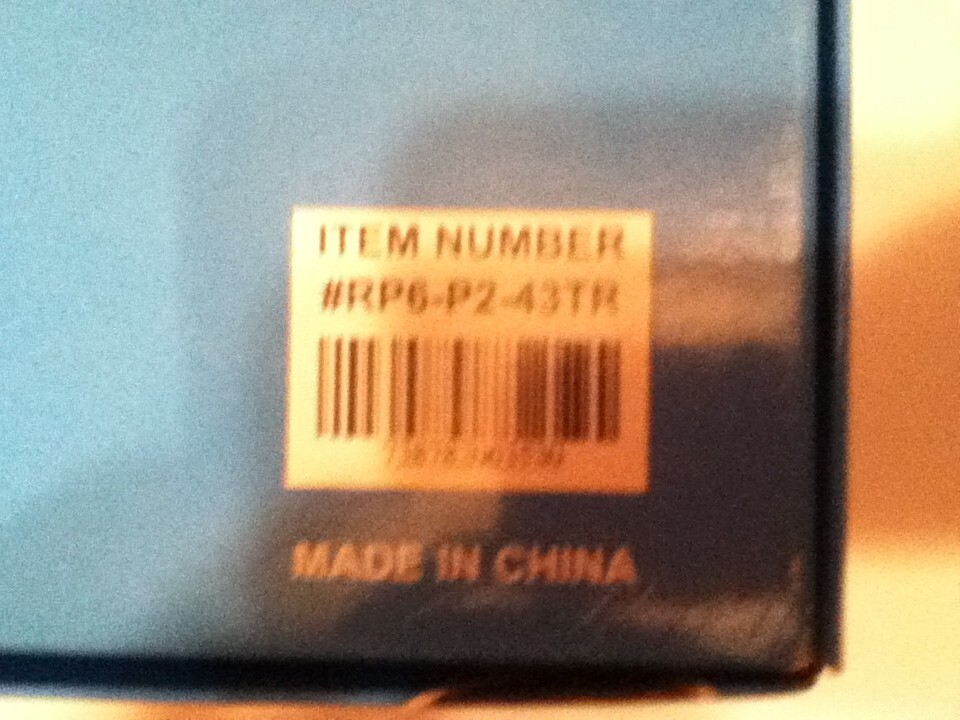 ITEM NUMBER
#RP6-P2-43TR
MADE IN CHINA